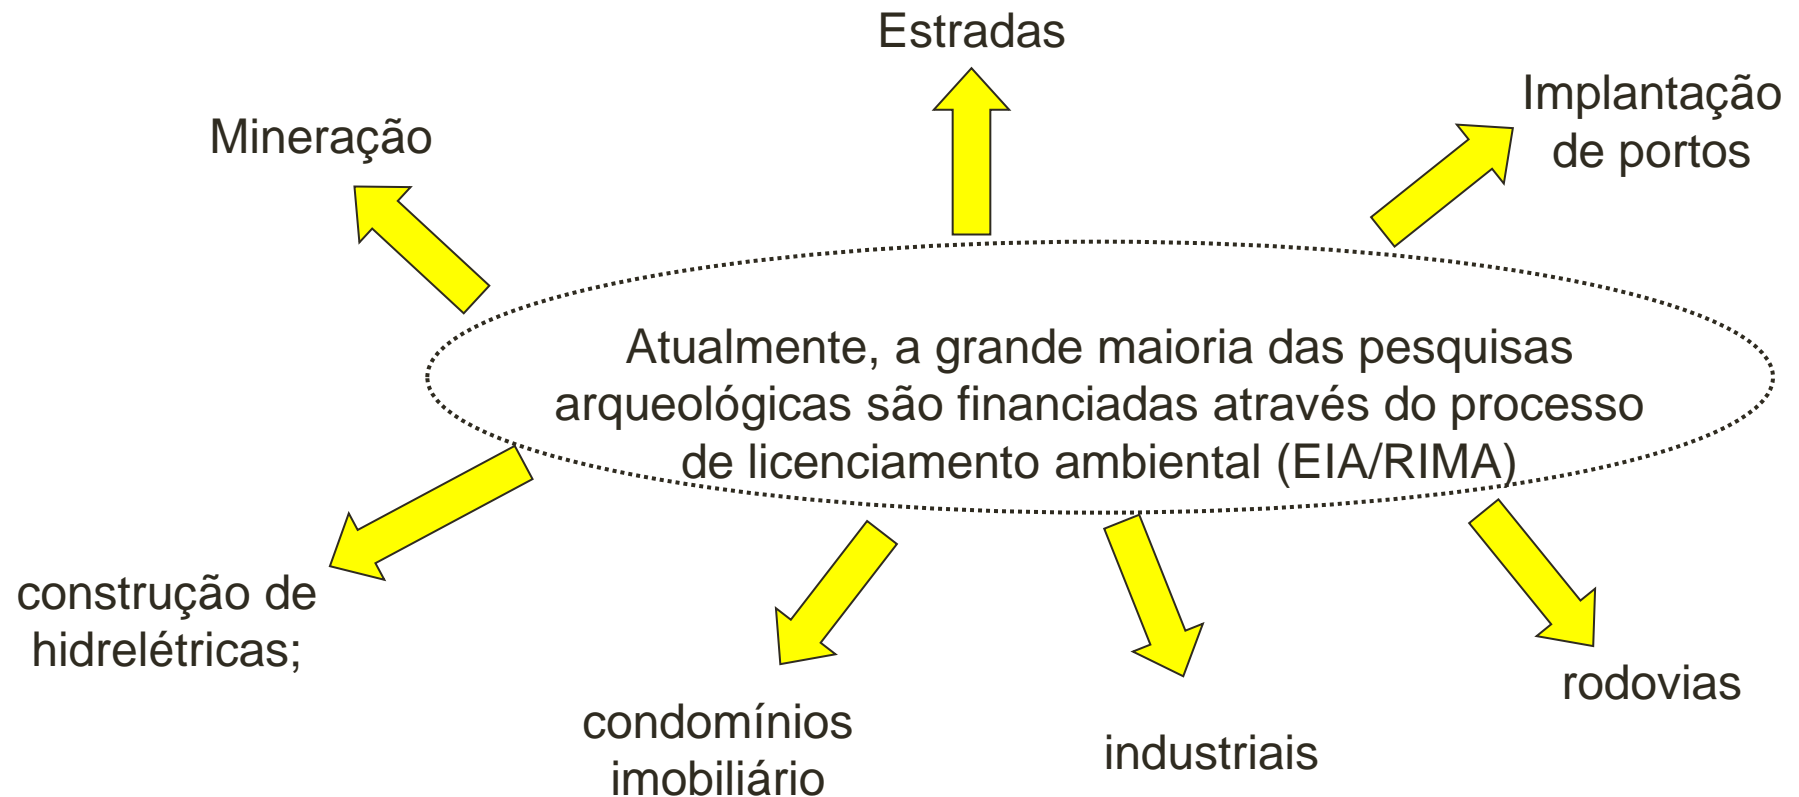 Estradas
Implantação
de portos
Mineração
Atualmente, a grande maioria das pesquisas
arqueológicas são financiadas através do processo
de licenciamento ambiental (EIA/RIMA)
construção de
hidrelétricas;
condomínios
imobiliário
industriais
rodovias